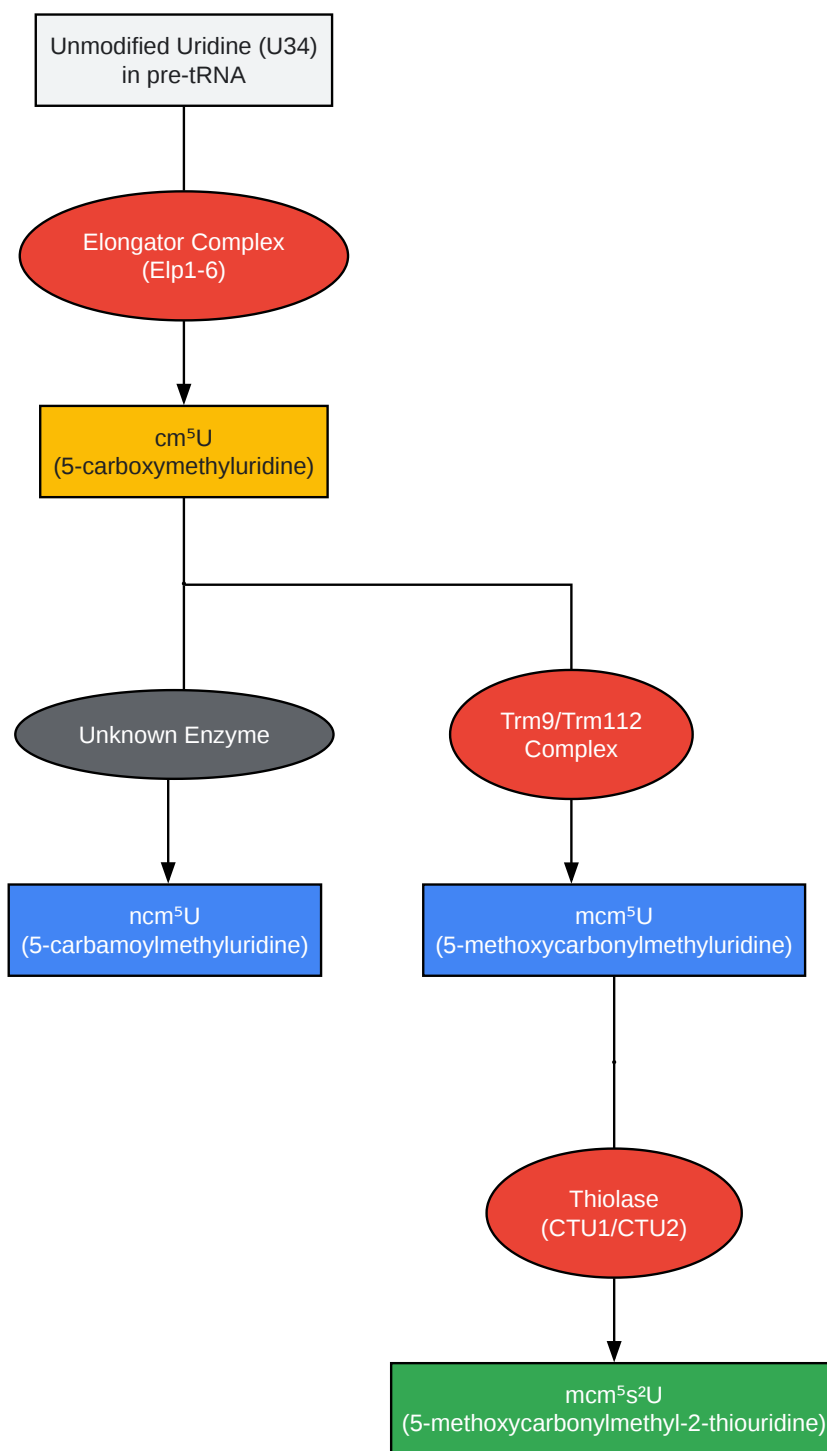 Unmodified Uridine (U34)
in pre-tRNA
Elongator Complex
(Elp1-6)
cm⁵U
(5-carboxymethyluridine)
Unknown Enzyme
Trm9/Trm112
Complex
ncm⁵U
(5-carbamoylmethyluridine)
mcm⁵U
(5-methoxycarbonylmethyluridine)
Thiolase
(CTU1/CTU2)
mcm⁵s²U
(5-methoxycarbonylmethyl-2-thiouridine)